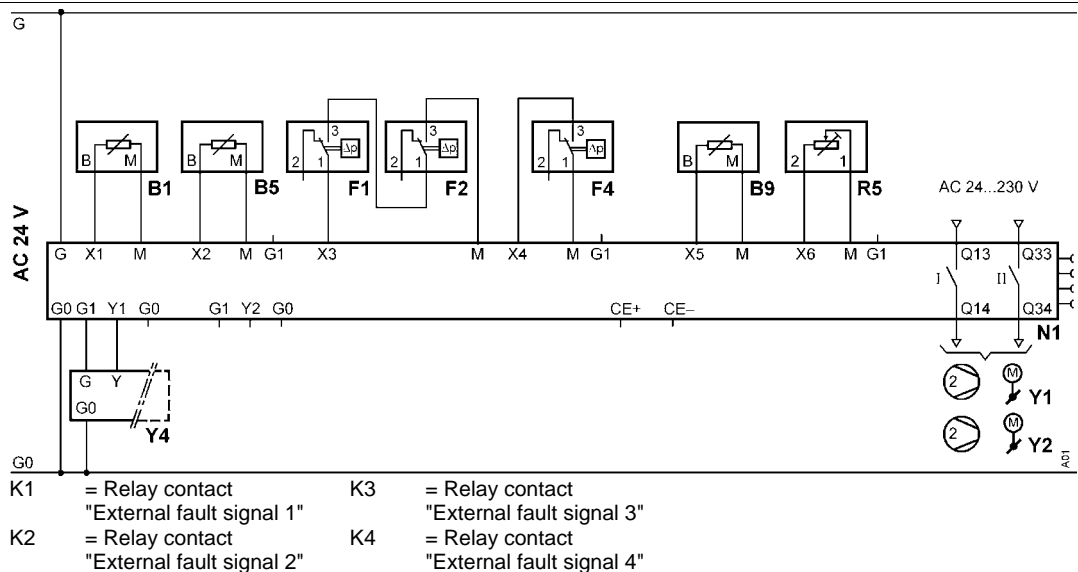 G
AC 24 V
3 3 3
B M B M 2 1 Δp 2 1 Δp 2 1 Δp B M 2 1
B1 B5 F1 F2 F4 B9 R5
AC 24...230 V
G X1 M X2 M G1 X3 M X4 M G1 X5 M X6 M G1 Q13 Q33
I II
G0 G1 Y1 G0 G1 Y2 G0 CE+ CE− Q14 Q34
N1
G Y
G0
Y4
2 M Y1
2 M Y2
G0
A01
K1 = Relay contact K3 = Relay contact
"External fault signal 1" "External fault signal 3"
K2 = Relay contact K4 = Relay contact
"External fault signal 2" "External fault signal 4"